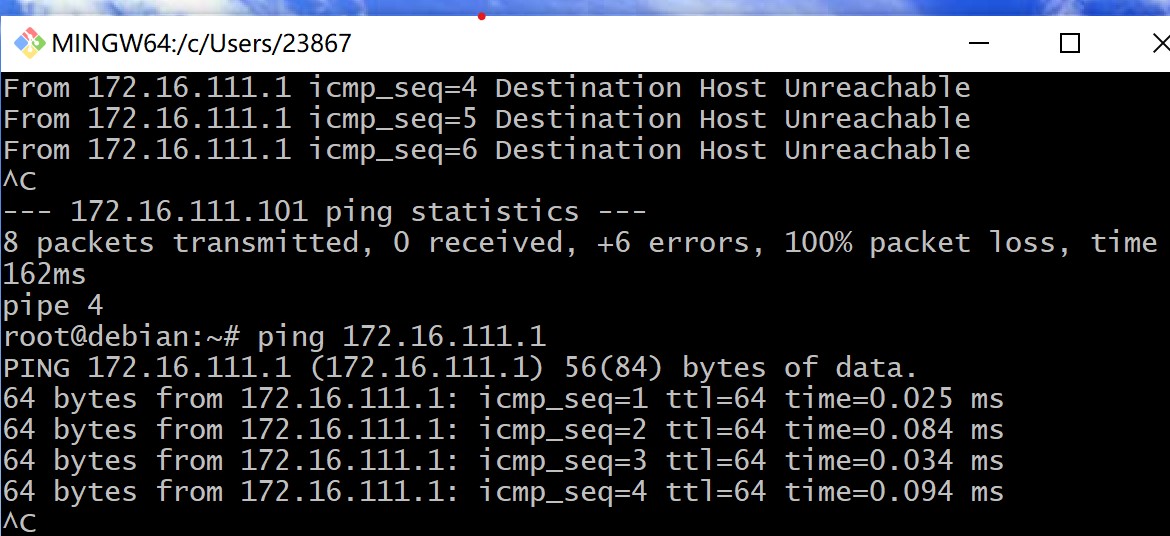 MINGW64:/c/Users/23867
From 172.16.111.1 icmp_seq=4 Destination Host Unreachable
From 172.16.111.1 icmp_seq=5 Destination Host Unreachable
From 172.16.111.1 icmp_seq=6 Destination Host Unreachable
^C
--- 172.16.111.101 ping statistics ---
8 packets transmitted, 0 received, +6 errors, 100% packet loss, time
162ms
pipe 4
root@debian:~# ping 172.16.111.1
PING 172.16.111.1 (172.16.111.1) 56(84) bytes of data.
64 bytes from 172.16.111.1: icmp_seq=1 ttl=64 time=0.025 ms
64 bytes from 172.16.111.1: icmp_seq=2 ttl=64 time=0.084 ms
64 bytes from 172.16.111.1: icmp_seq=3 ttl=64 time=0.034 ms
64 bytes from 172.16.111.1: icmp_seq=4 ttl=64 time=0.094 ms
^C